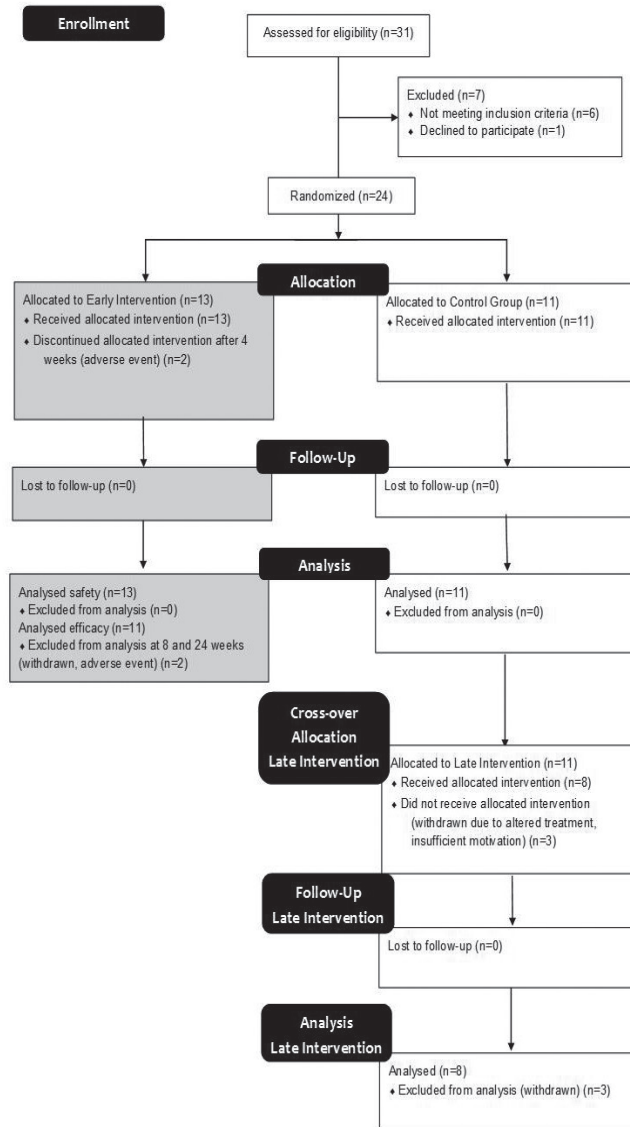 Enrollment
Assessed for eligibility (n=31)
Excluded (n=7)
♦ Not meeting inclusion criteria (n=6)
♦ Declined to participate (n=1)
Randomized (n=24)
Allocation
Allocated to Early Intervention (n=13)
♦ Received allocated intervention (n=13)
♦ Discontinued allocated intervention after 4
weeks (adverse event) (n=2)
Allocated to Control Group (n=11)
♦ Received allocated intervention (n=11)
Follow-Up
Lost to follow-up (n=0)
Lost to follow-up (n=0)
Analysis
Analysed safety (n=13)
♦ Excluded from analysis (n=0)
Analysed efficacy (n=11)
♦ Excluded from analysis at 8 and 24 weeks
(withdrawn, adverse event) (n=2)
Analysed (n=11)
♦ Excluded from analysis (n=0)
Cross-over
Allocation
Late Intervention
Allocated to Late Intervention (n=11)
♦ Received allocated intervention (n=8)
♦ Did not receive allocated intervention
(withdrawn due to altered treatment,
insufficient motivation) (n=3)
Follow-Up
Late Intervention
Lost to follow-up (n=0)
Analysis
Late Intervention
Analysed (n=8)
♦ Excluded from analysis (withdrawn) (n=3)